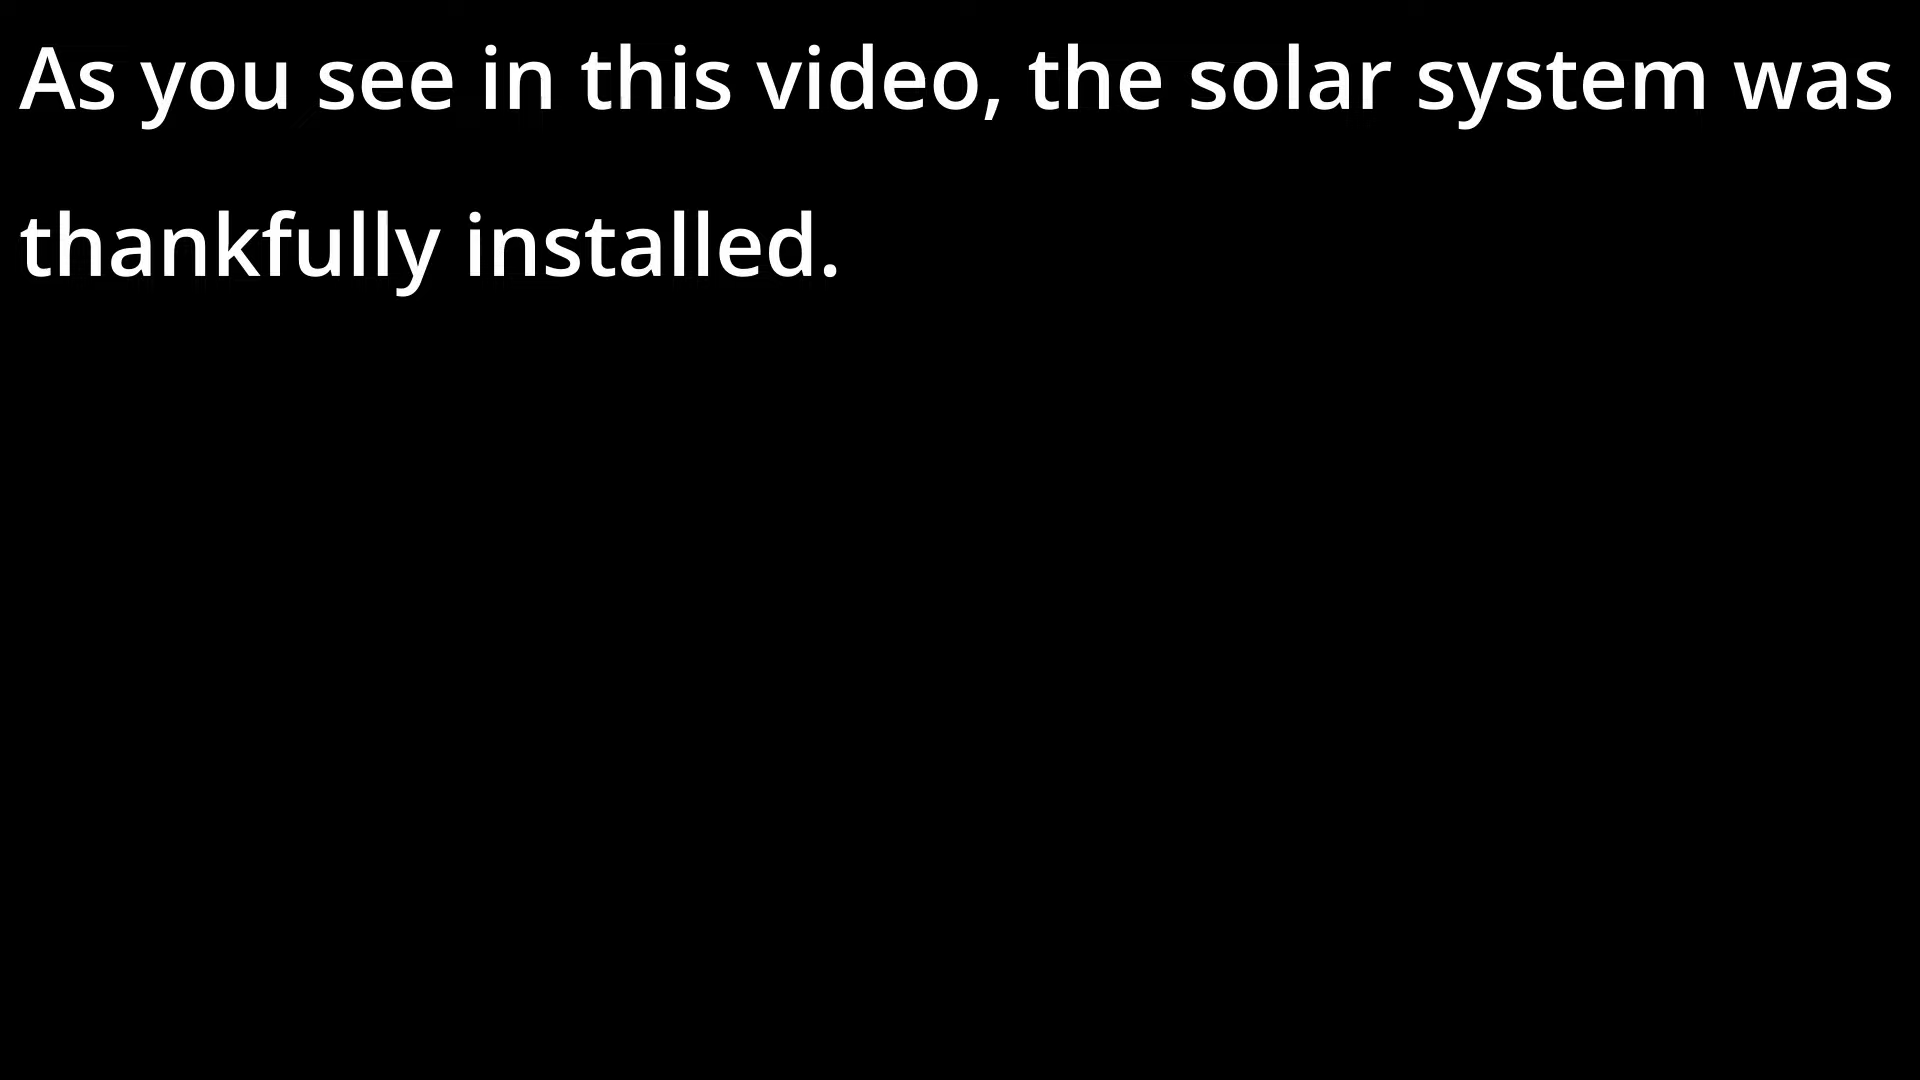 As you see in this video, the solar system was
thankfully installed.